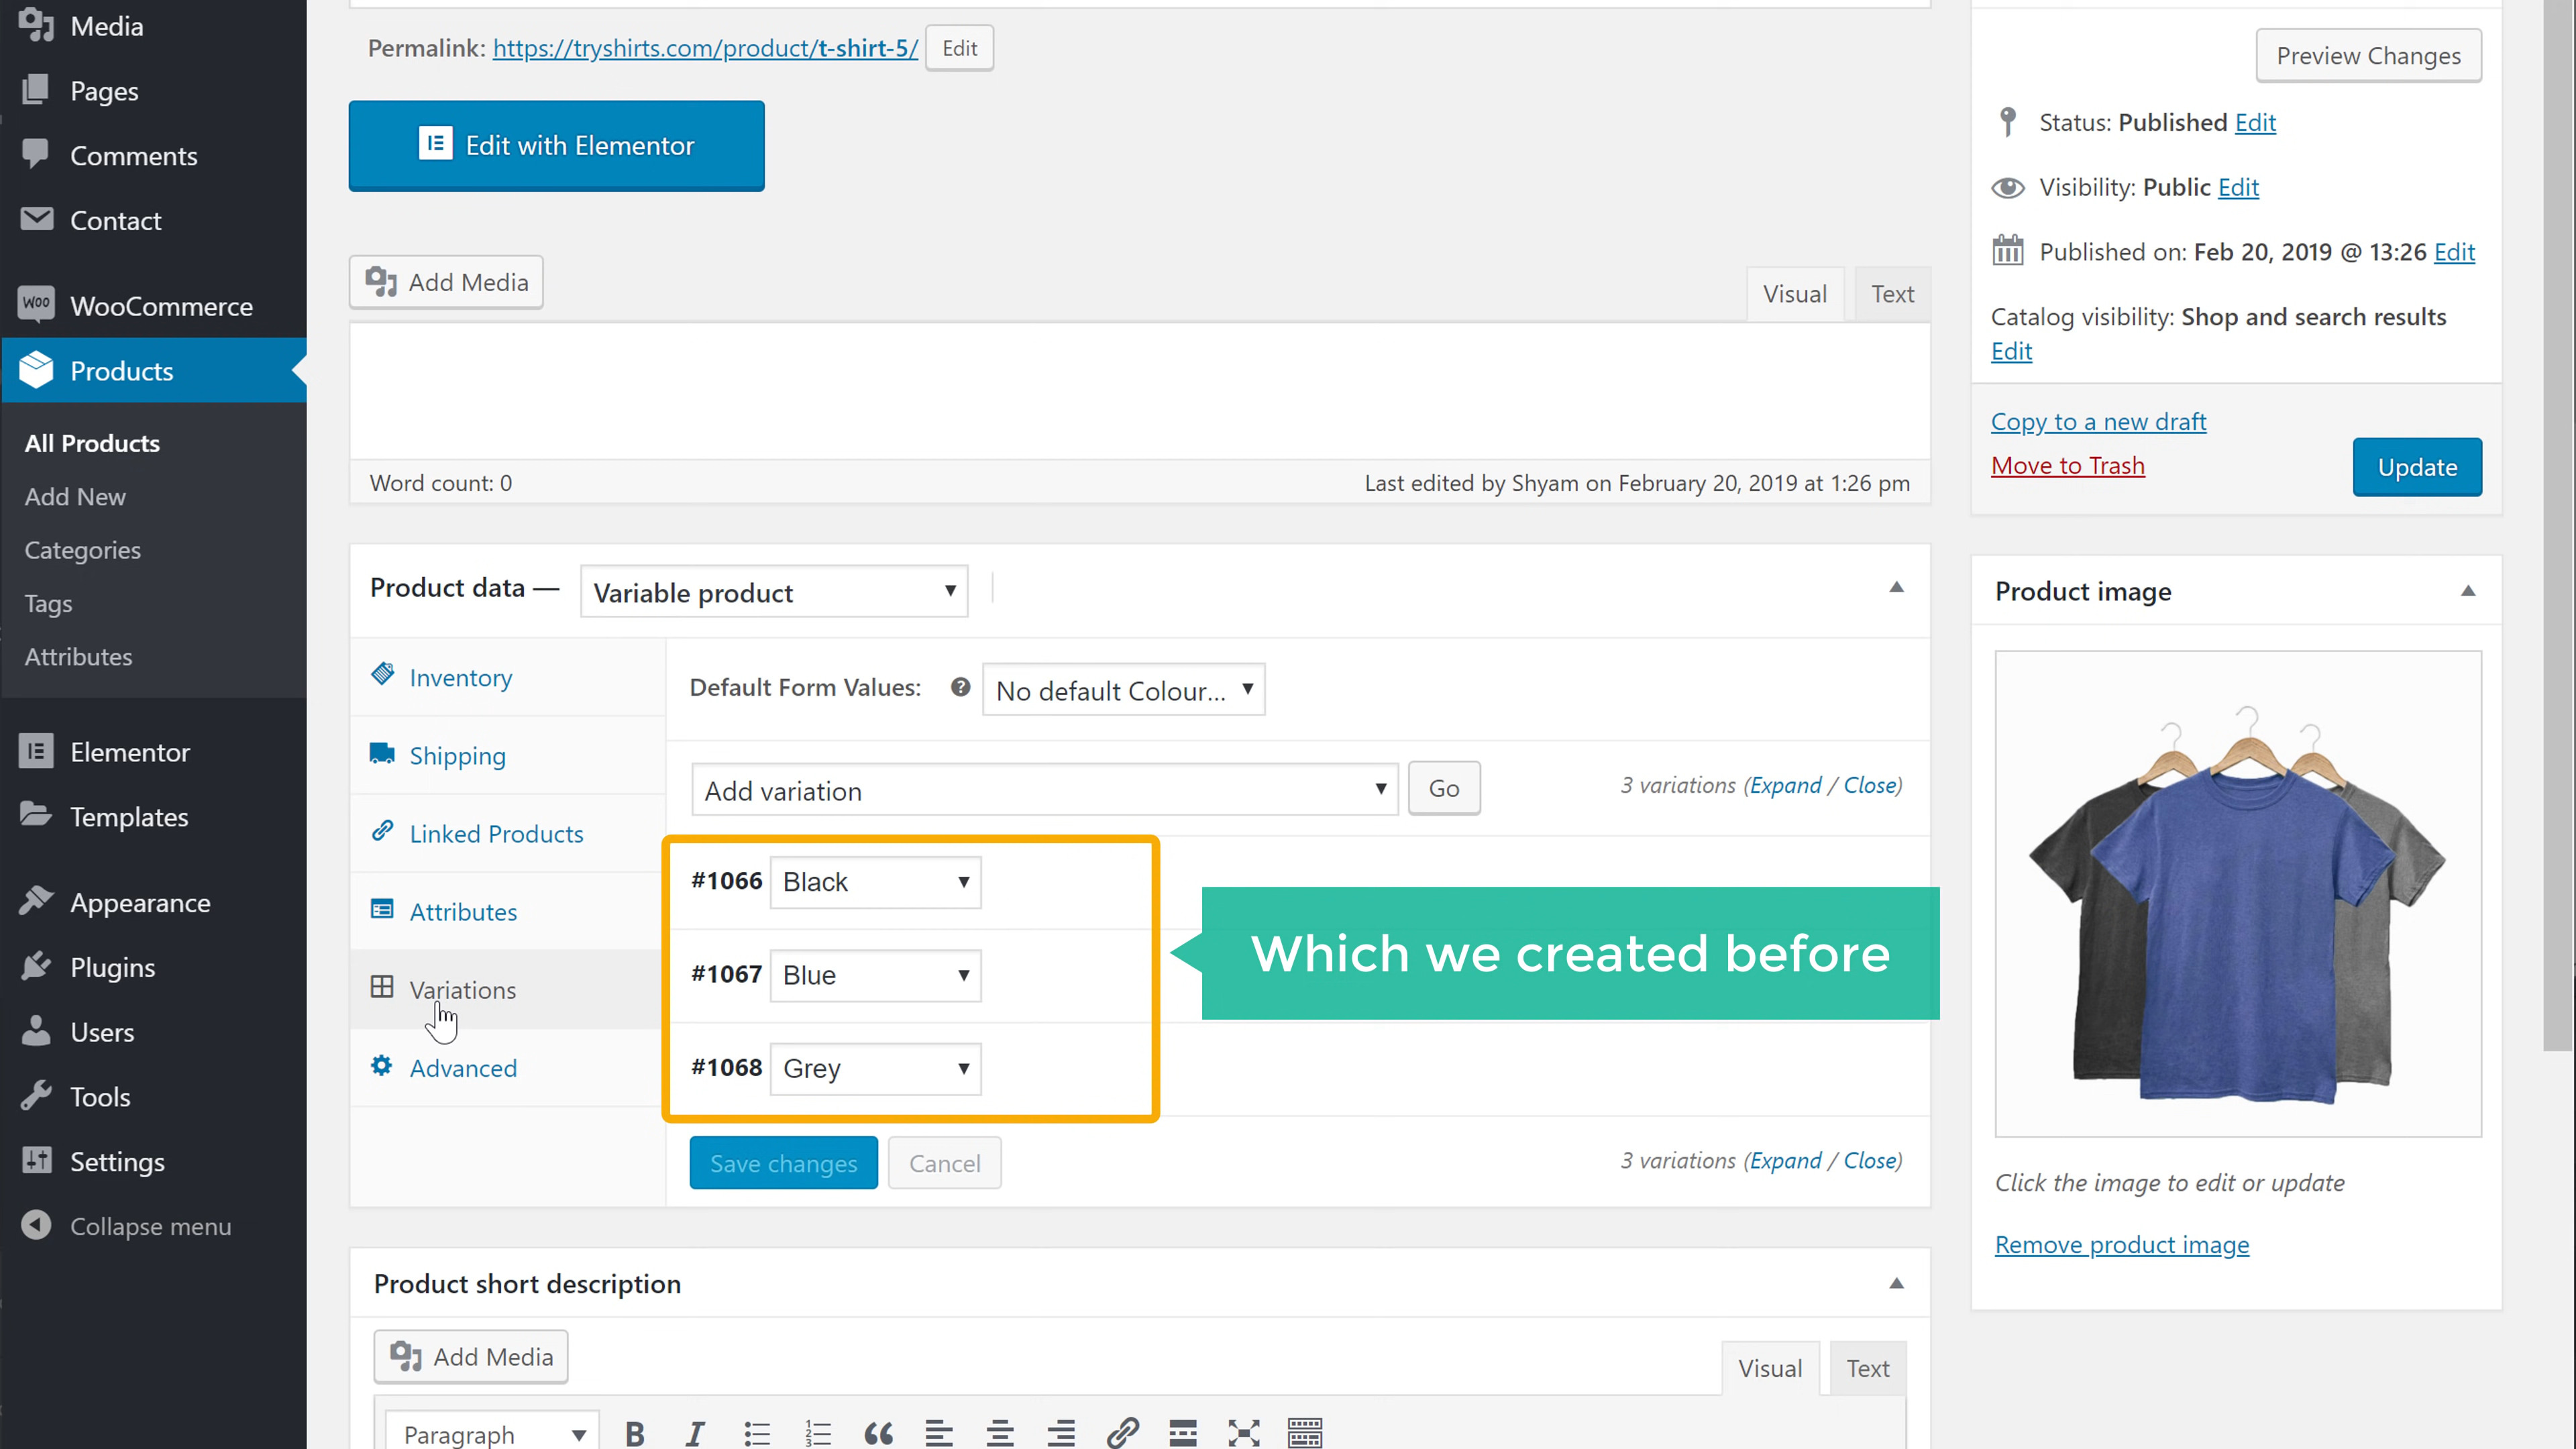 Media
Pages
Comments
Contact
WOO WooCommerce
Products
All Products
Add New
Categories
Tags
Attributes
Elementor
Templates
Appearance
Plugins
Users
Tools
Settings
Collapse menu
Permalink: https://tryshirts.com/product/t-shirt-5/ Edit
Edit with Elementor
Add Media
Visual Text
Word count: 0 Last edited by Shyam on February 20, 2019 at 1:26 pm
Product data — Variable product
Inventory
Shipping
Linked Products
Attributes
Variations
Advanced
Default Form Values: ? No default Colour...
Add variation Go 3 variations (Expand / Close)
#1066 Black
#1067 Blue
#1068 Grey
Which we created before
Save changes Cancel 3 variations (Expand / Close)
Product short description
Add Media
Visual Text
Paragraph B I
Preview Changes
Status: Published Edit
Visibility: Public Edit
Published on: Feb 20, 2019 @ 13:26 Edit
Catalog visibility: Shop and search results
Edit
Copy to a new draft
Move to Trash Update
Product image
Click the image to edit or update
Remove product image